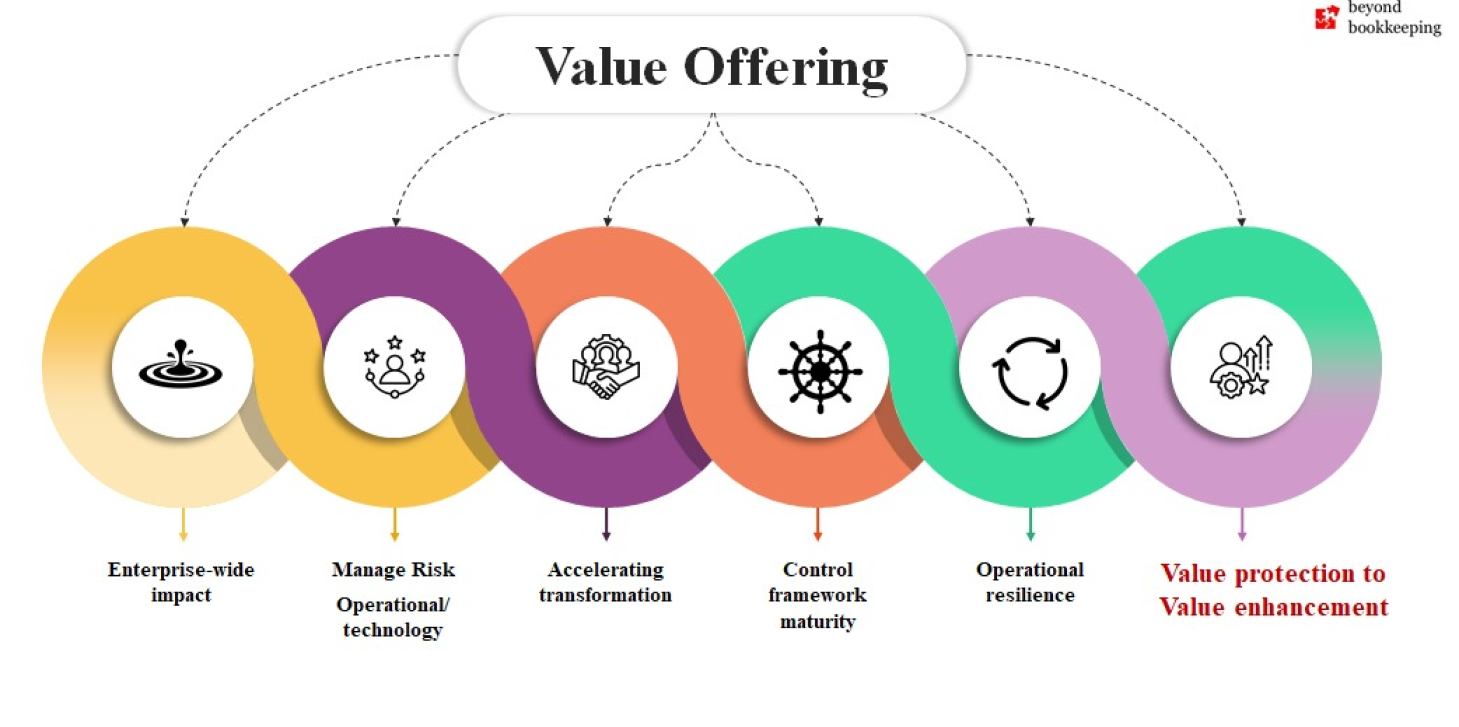 beyond
bookkeeping
Value Offering
Enterprise-wide
impact
Manage Risk
Operational/
technology
Accelerating
transformation
Control
framework
maturity
Operational
resilience
Value protection to
Value enhancement